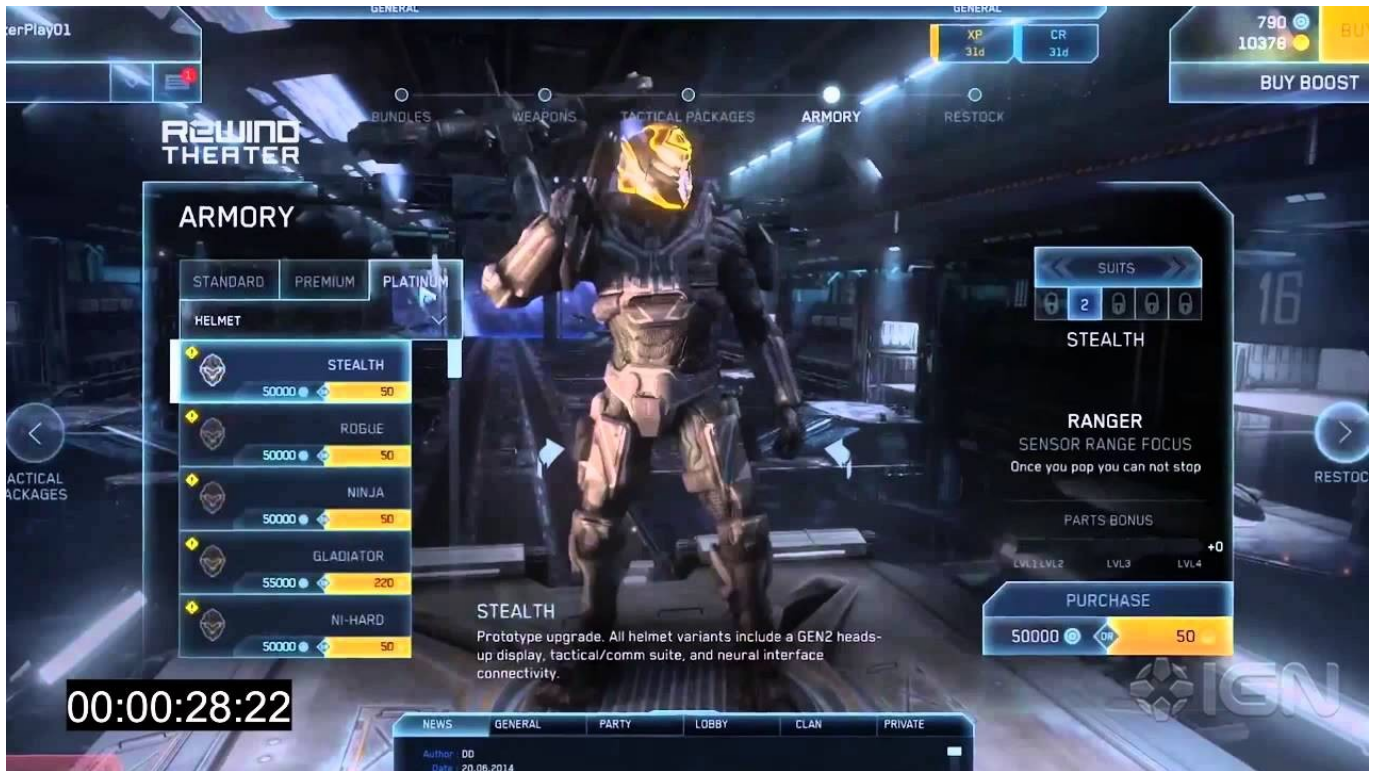 GENERAL
GENERAL
terPlay01
XP
31d
CR
31d
790
10378
BU
BUY BOOST
1
BUNDLES
WEAPONS
TACTICAL PACKAGES
ARMORY
RESTOCK
REWIND
THEATER
ARMORY
STANDARD
PREMIUM
PLATINUM
HELMET
STEALTH
50000
OR
50
ROGUE
50000
50
NINJA
50000
50
GLADIATOR
55000
220
NI-HARD
50000
50
ACTICAL
ACKAGES
SUITS
2
STEALTH
RANGER
SENSOR RANGE FOCUS
Once you pop you can not stop
PARTS BONUS
+0
LVL1 LVL2 LVL3 LVL4
PURCHASE
50000 OR 50
16
RESTOC
STEALTH
Prototype upgrade. All helmet variants include a GEN2 heads-
up display, tactical/comm suite, and neural interface
connectivity.
00:00:28:22
IGN
NEWS GENERAL PARTY LOBBY CLAN PRIVATE
Author : DD
Date : 20.06.2014